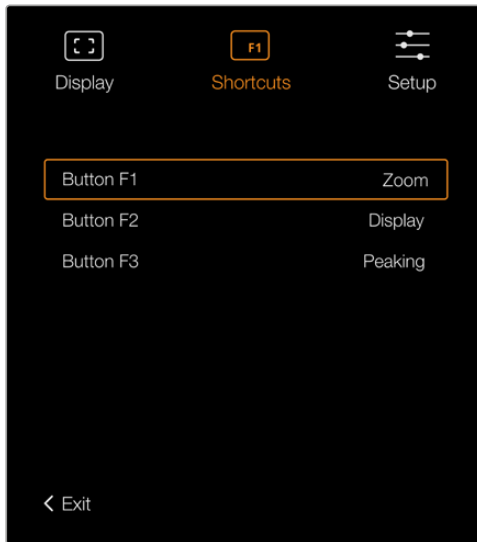 F1
Display Shortcuts Setup
Button F1 Zoom
Button F2 Display
Button F3 Peaking
Exit